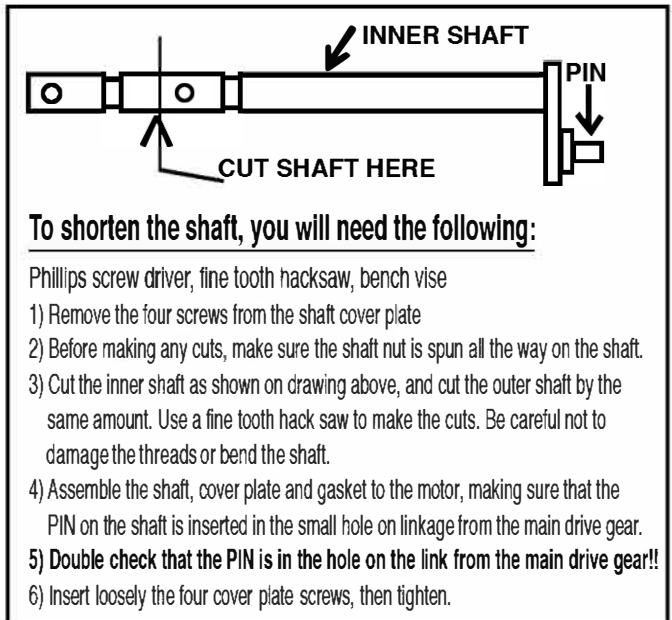 INNER SHAFT
PIN
CUT SHAFT HERE
To shorten the shaft, you will need the following:
Phillips screw driver, fine tooth hacksaw, bench vise
1) Remove the four screws from the shaft cover plate
2) Before making any cuts, make sure the shaft nut is spun all the way on the shaft.
3) Cut the inner shaft as shown on drawing above, and cut the outer shaft by the
same amount. Use a fine tooth hack saw to make the cuts. Be careful not to
damage the threads or bend the shaft.
4) Assemble the shaft, cover plate and gasket to the motor, making sure that the
PIN on the shaft is inserted in the small hole on linkage from the main drive gear.
5) Double check that the PIN is in the hole on the link from the main drive gear!!
6) Insert loosely the four cover plate screws, then tighten.